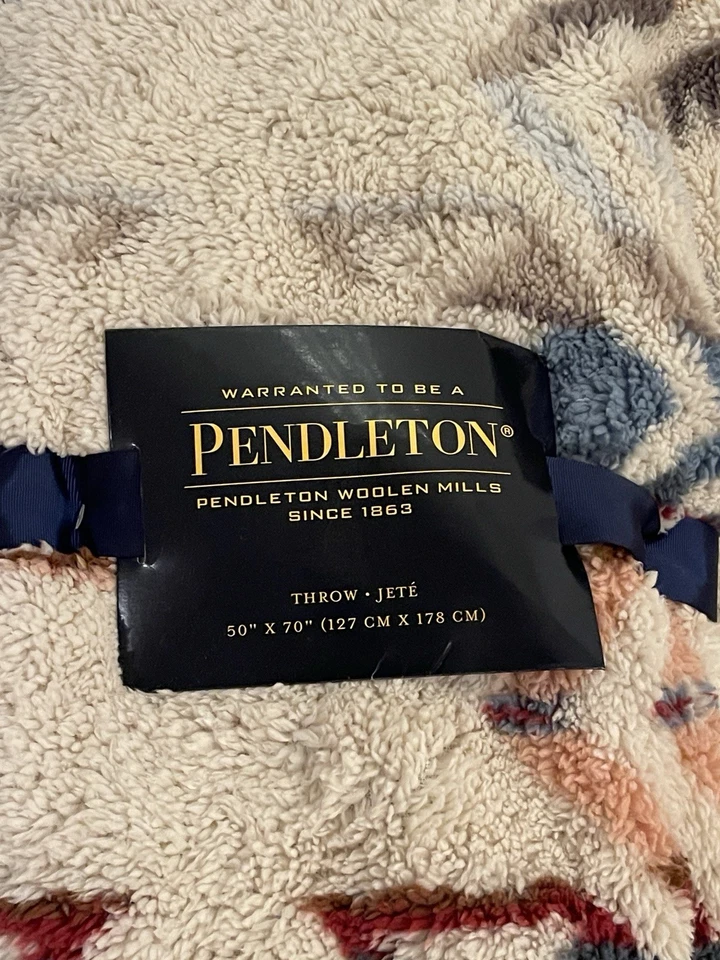 WARRANTED TO BE A
PENDLETON®
PENDLETON WOOLEN MILLS
SINCE 1863
THROW • JETÉ
50" X 70" (127 CM X 178 CM)